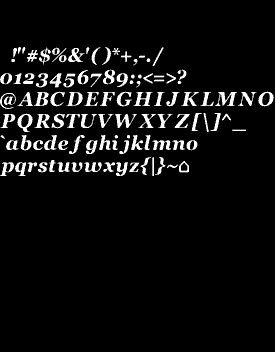 !"#$%&'()*+,-./
0123456789:;<=>?
@ABCDEFGHIJKLMNO
PQRSTUVWXYZ[\]^_
`abcdefghijklmno
pqrstuvwxyz{|}~⌂